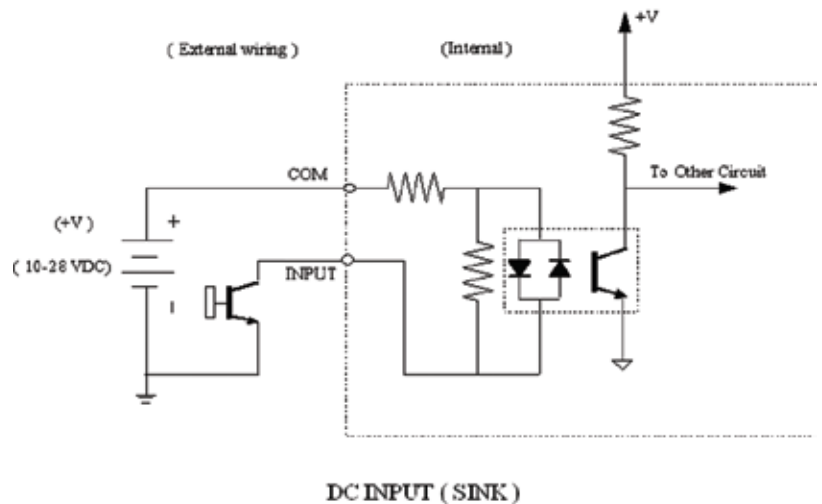 +V
( External wiring )
(Internal)
COM
To Other Circuit
(+V )
+
( 10-28 VDC)
INPUT
DC INPUT ( SINK )